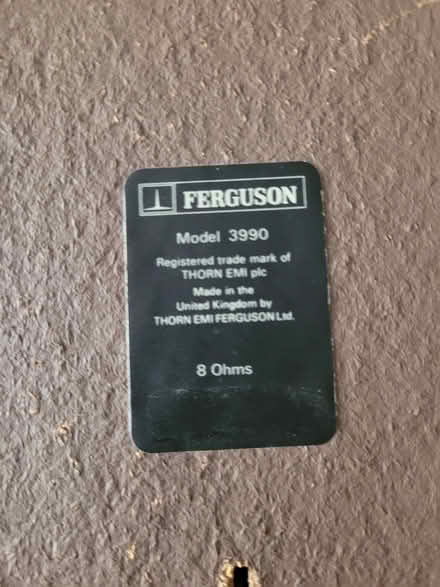 FERGUSON
Model 3990
Registered trade mark of
THORN EMI plc
Made in the
United Kingdom by
THORN EMI FERGUSON Ltd.
8 Ohms